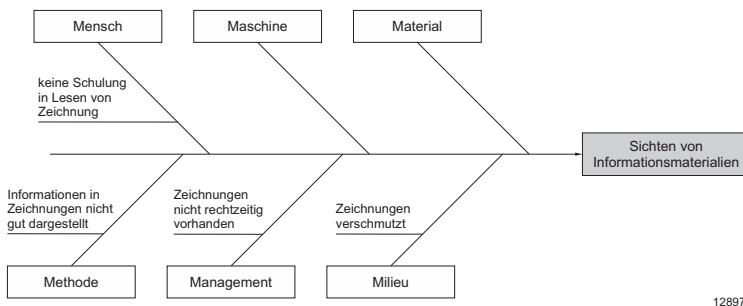 Mensch
Maschine
Material
keine Schulung
in Lesen von
Zeichnung
Sichten von
Informationsmaterialien
Informationen in
Zeichnungen nicht
gut dargestellt
Zeichnungen
nicht rechtzeitig
vorhanden
Zeichnungen
verschmutzt
Methode
Management
Milieu
12897